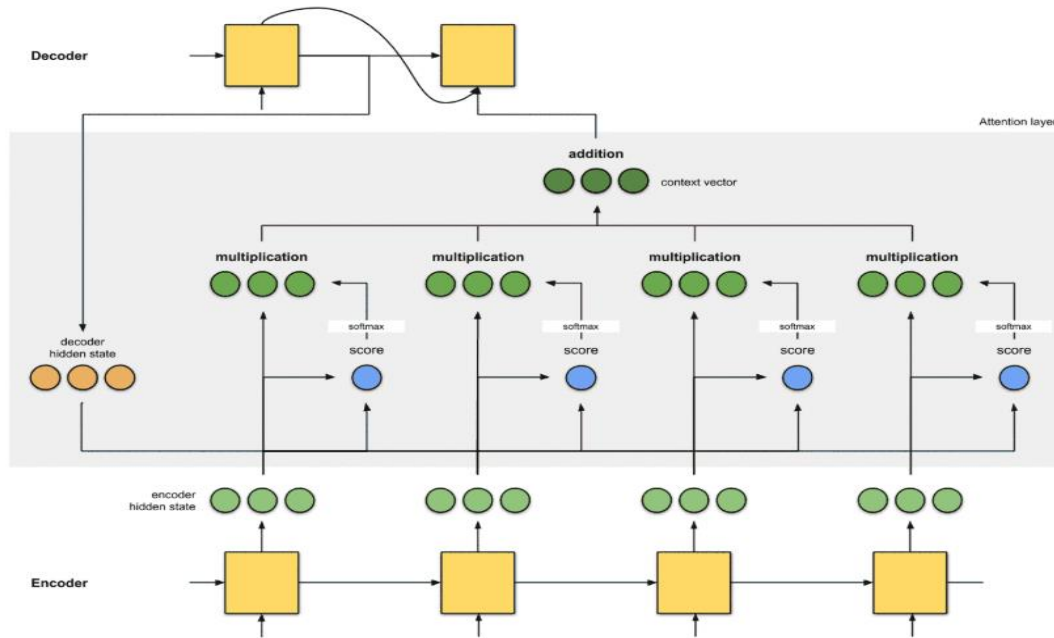 Decoder
Attention layer
addition
context vector
multiplication
multiplication
multiplication
multiplication
softmax
softmax
softmax
softmax
decoder
hidden state
score
score
score
score
encoder
hidden state
Encoder